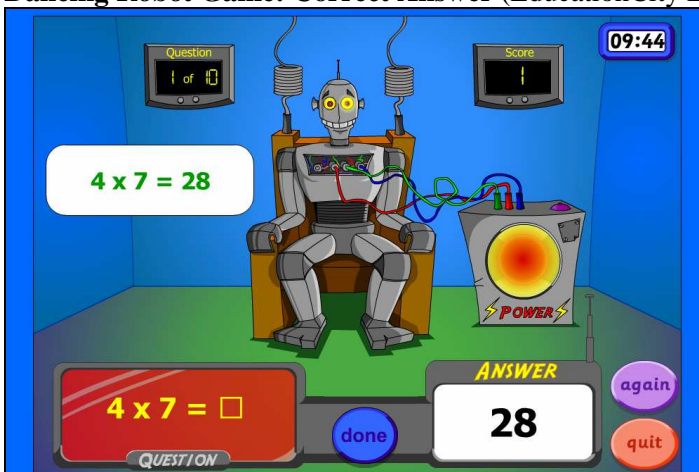 Dancing Robot Game: Correct Answer (EducationCity
Question
1 of 10
Score
1
09:44
4 x 7 = 28
POWER
4 x 7 = □
QUESTION
done
ANSWER
28
again
quit